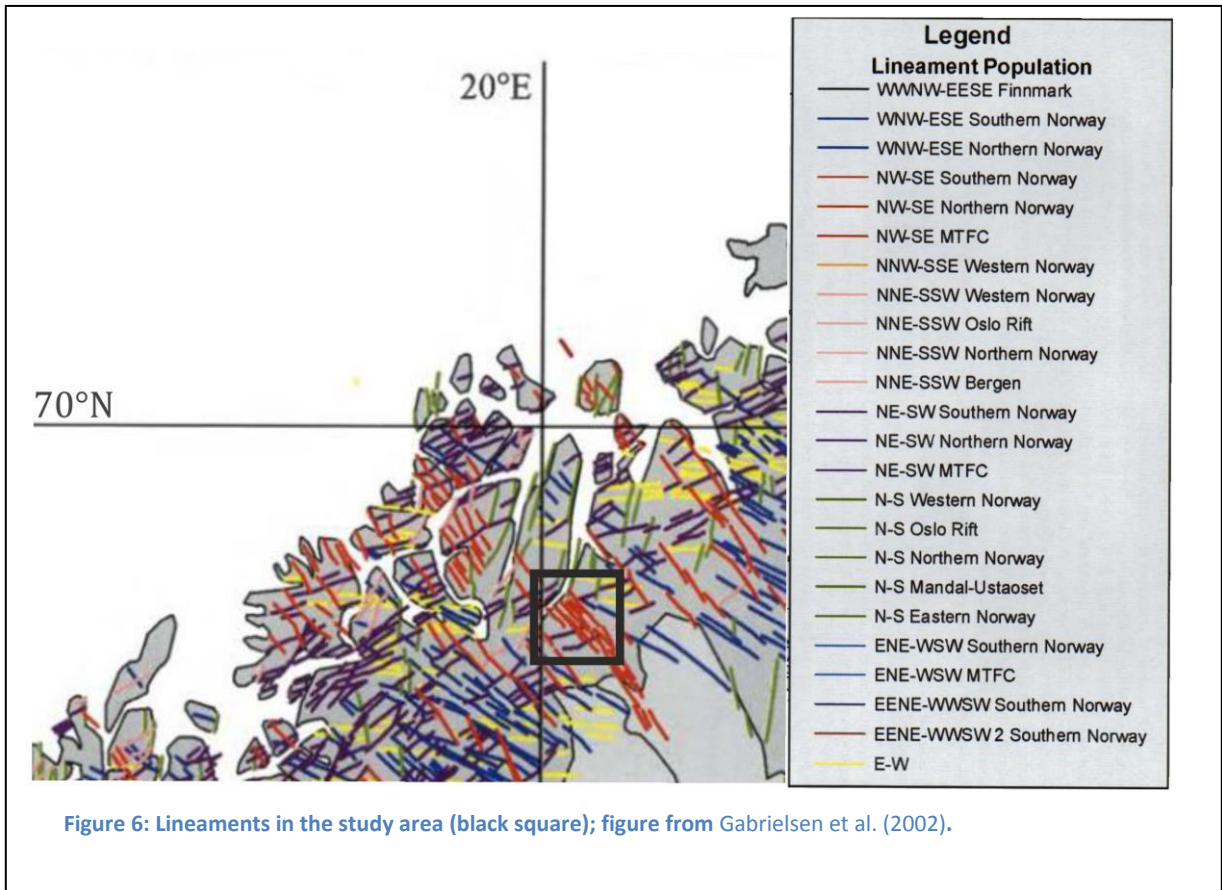 20°E
70°N
Legend
Lineament Population
WWNW-EESE Finnmark
WNW-ESE Southern Norway
WNW-ESE Northern Norway
NW-SE Southern Norway
NW-SE Northern Norway
NW-SE MTFC
NNW-SSE Western Norway
NNE-SSW Western Norway
NNE-SSW Oslo Rift
NNE-SSW Northern Norway
NNE-SSW Bergen
NE-SW Southern Norway
NE-SW Northern Norway
NE-SW MTFC
N-S Western Norway
N-S Oslo Rift
N-S Northern Norway
N-S Mandal-Ustaoset
N-S Eastern Norway
ENE-WSW Southern Norway
ENE-WSW MTFC
EENE-WWSW Southern Norway
EENE-WWSW 2 Southern Norway
E-W
Figure 6: Lineaments in the study area (black square); figure from Gabrielsen et al. (2002).